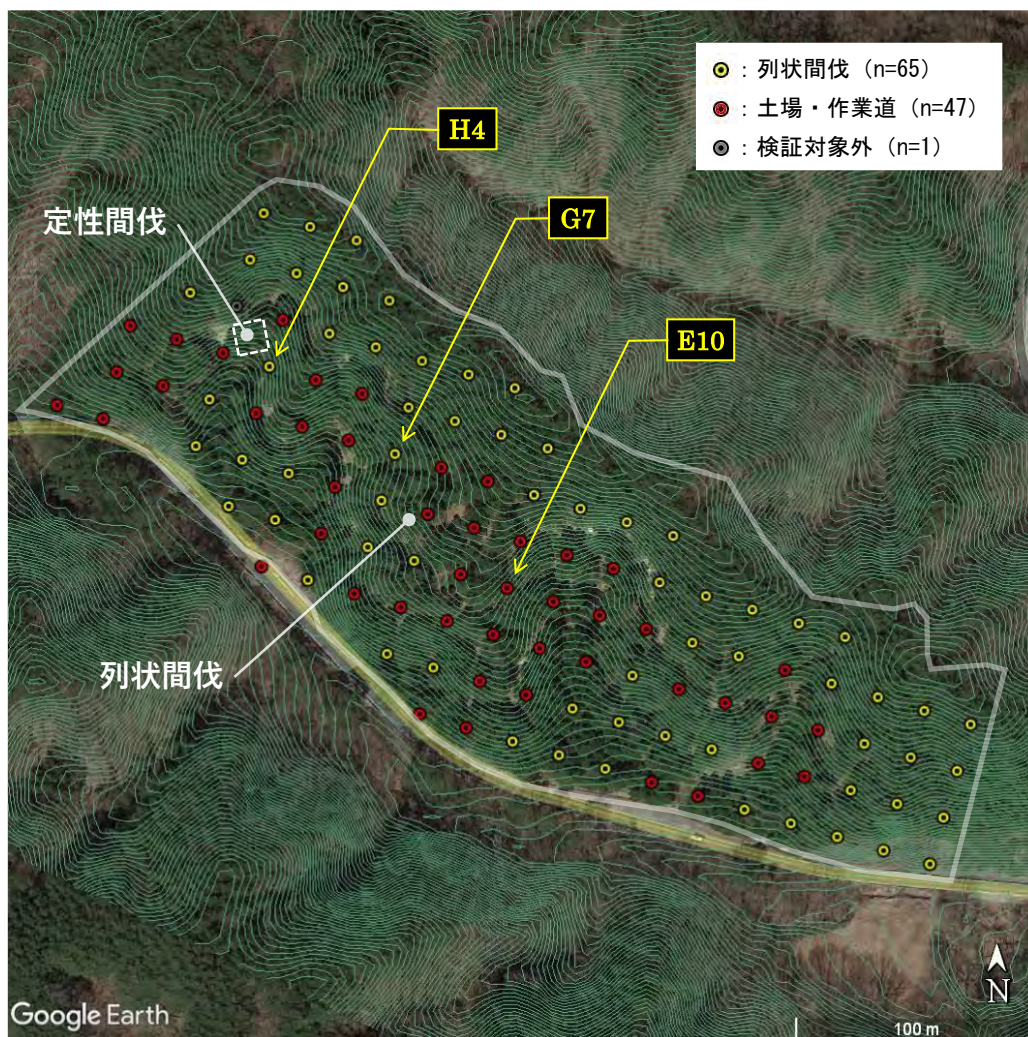 ◉ : 列状間伐 (n=65)
◉ : 土場・作業道 (n=47)
◉ : 検証対象外 (n=1)
H4
定性間伐
G7
E10
列状間伐
N
Google Earth
100 m